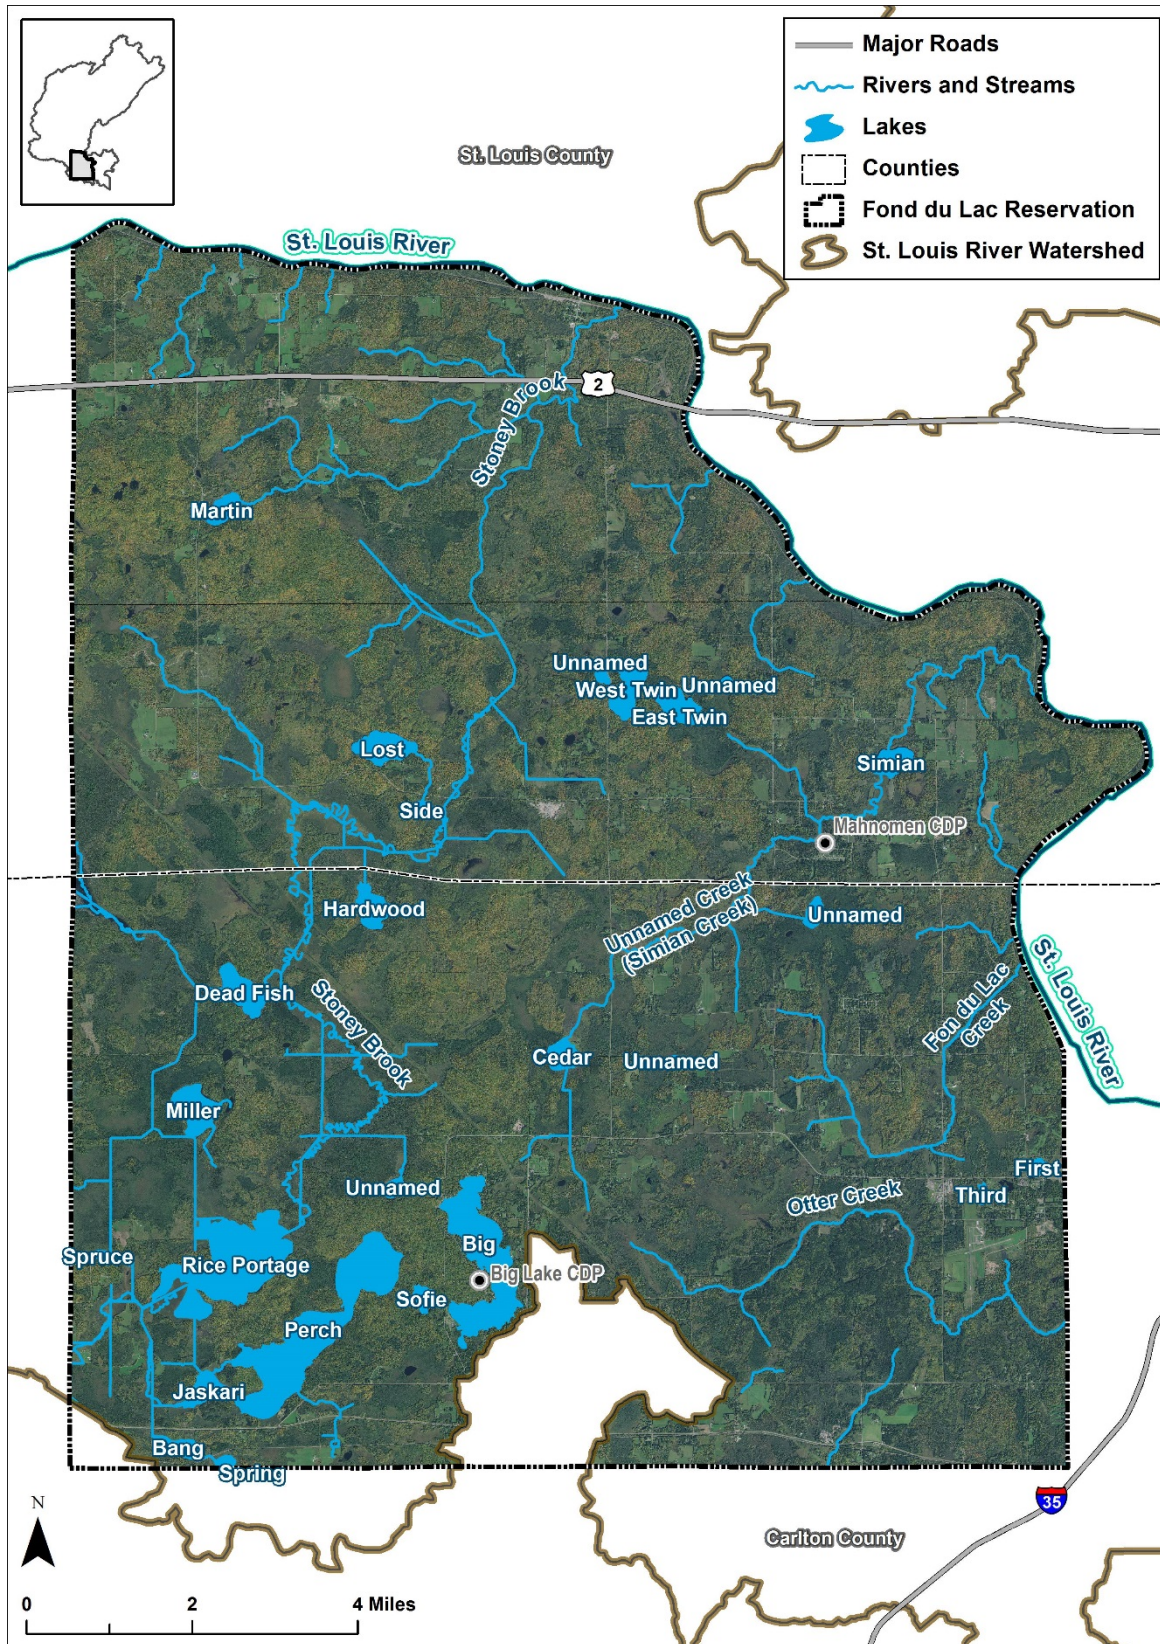 Major Roads
Rivers and Streams
Lakes
Counties
Fond du Lac Reservation
St. Louis River Watershed
St. Louis County
St. Louis River
2
Stoney Brook
Martin
Unnamed
West Twin
Unnamed
East Twin
Lost
Simian
Side
Mahnomen CDP
Hardwood
Unnamed Creek
(Simian Creek)
Unnamed
Dead Fish
Stoney Brook
Fon du Lac
Creek
St. Louis River
Cedar
Unnamed
Miller
Unnamed
First
Third
Otter Creek
Spruce
Rice Portage
Big
Big Lake CDP
Sofie
Perch
Jaskari
Bang
Spring
35
Carlton County
N
0 2 4 Miles